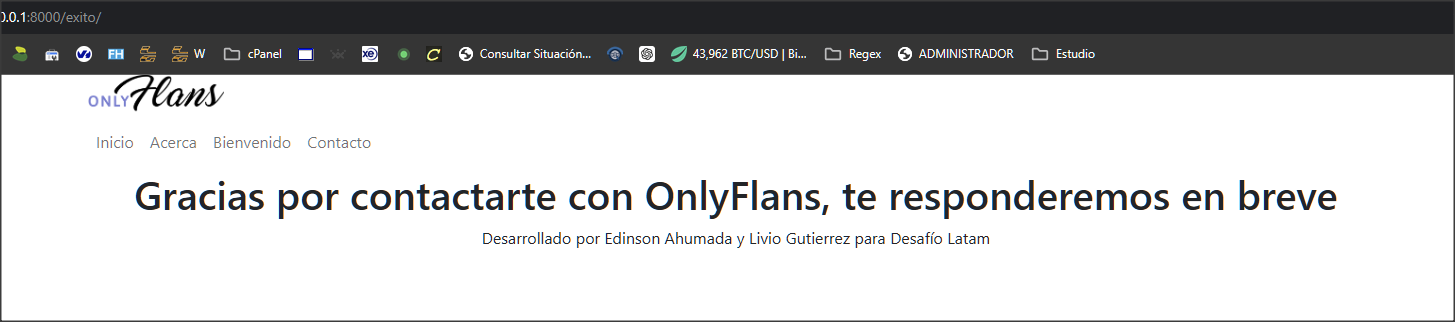 0.0.1:8000/exito/
FH W cPanel xe C Consultar Situación... 43,962 BTC/USD | Bi... Regex ADMINISTRADOR Estudio
ONLY Flans
Inicio Acerca Bienvenido Contacto
Gracias por contactarte con OnlyFlans, te responderemos en breve
Desarrollado por Edinson Ahumada y Livio Gutierrez para Desafío Latam